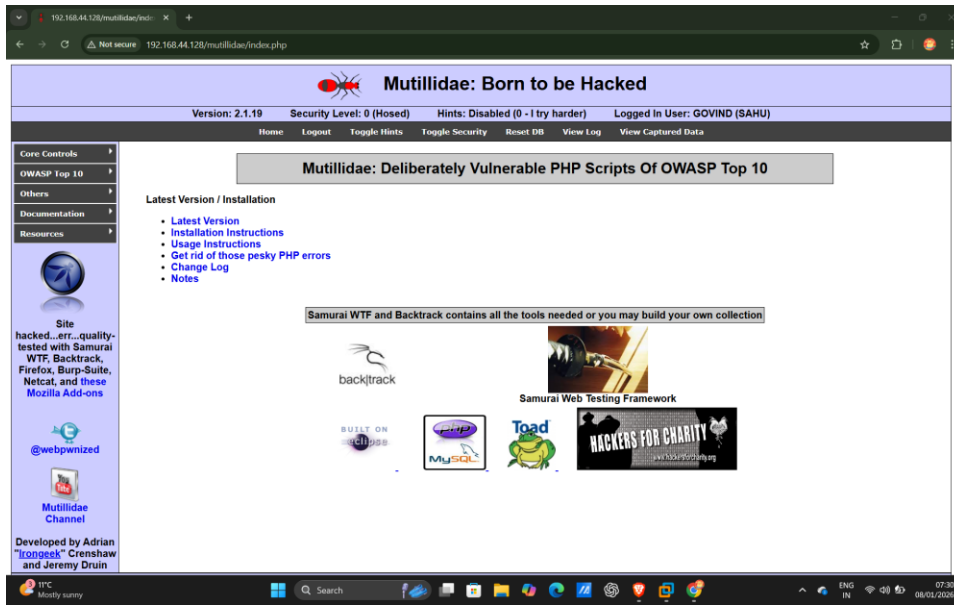 192.168.44.128/mutillidae/inde
Not secure 192.168.44.128/mutillidae/index.php
Mutillidae: Born to be Hacked
Version: 2.1.19 Security Level: 0 (Hosed) Hints: Disabled (0 - I try harder) Logged In User: GOVIND (SAHU)
Home Logout Toggle Hints Toggle Security Reset DB View Log View Captured Data
Core Controls
OWASP Top 10
Others
Documentation
Resources
Site
hacked...err...quality-
tested with Samurai
WTF, Backtrack,
Firefox, Burp-Suite,
Netcat, and these
Mozilla Add-ons
@webpwnized
You
Tube
Mutillidae
Channel
Developed by Adrian
"Irongeek" Crenshaw
and Jeremy Druin
Mutillidae: Deliberately Vulnerable PHP Scripts Of OWASP Top 10
Latest Version / Installation
Latest Version
Installation Instructions
Usage Instructions
Get rid of those pesky PHP errors
Change Log
Notes
Samurai WTF and Backtrack contains all the tools needed or you may build your own collection
back|track
Samurai Web Testing Framework
BUILT ON
eclipse
php
MySQL
Toad
HACKERS FOR CHARITY
www.hackersforcharity.org
3
11°C
Mostly sunny
Search
ENG
IN
07:30
08/01/2026